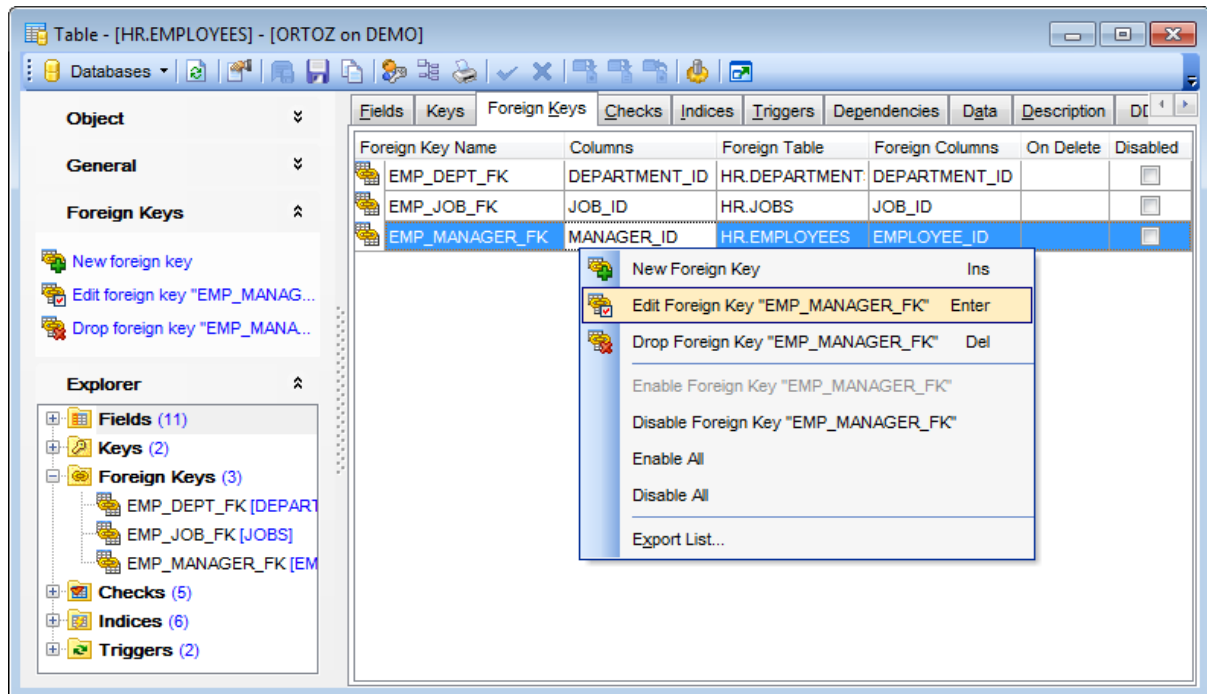 Table - [HR.EMPLOYEES] - [ORTOZ on DEMO]
Databases
Object
General
Foreign Keys
New foreign key
Edit foreign key "EMP_MANAG...
Drop foreign key "EMP_MANA...
Explorer
Fields (11)
Keys (2)
Foreign Keys (3)
EMP_DEPT_FK [DEPART
EMP_JOB_FK [JOBS]
EMP_MANAGER_FK [EM
Checks (5)
Indices (6)
Triggers (2)
Fields Keys Foreign Keys Checks Indices Triggers Dependencies Data Description DD
Foreign Key Name Columns Foreign Table Foreign Columns On Delete Disabled
EMP_DEPT_FK DEPARTMENT_ID HR.DEPARTMENT DEPARTMENT_ID
EMP_JOB_FK JOB_ID HR.JOBS JOB_ID
EMP_MANAGER_FK MANAGER_ID HR.EMPLOYEES EMPLOYEE_ID
New Foreign Key Ins
Edit Foreign Key "EMP_MANAGER_FK" Enter
Drop Foreign Key "EMP_MANAGER_FK" Del
Enable Foreign Key "EMP_MANAGER_FK"
Disable Foreign Key "EMP_MANAGER_FK"
Enable All
Disable All
Export List...